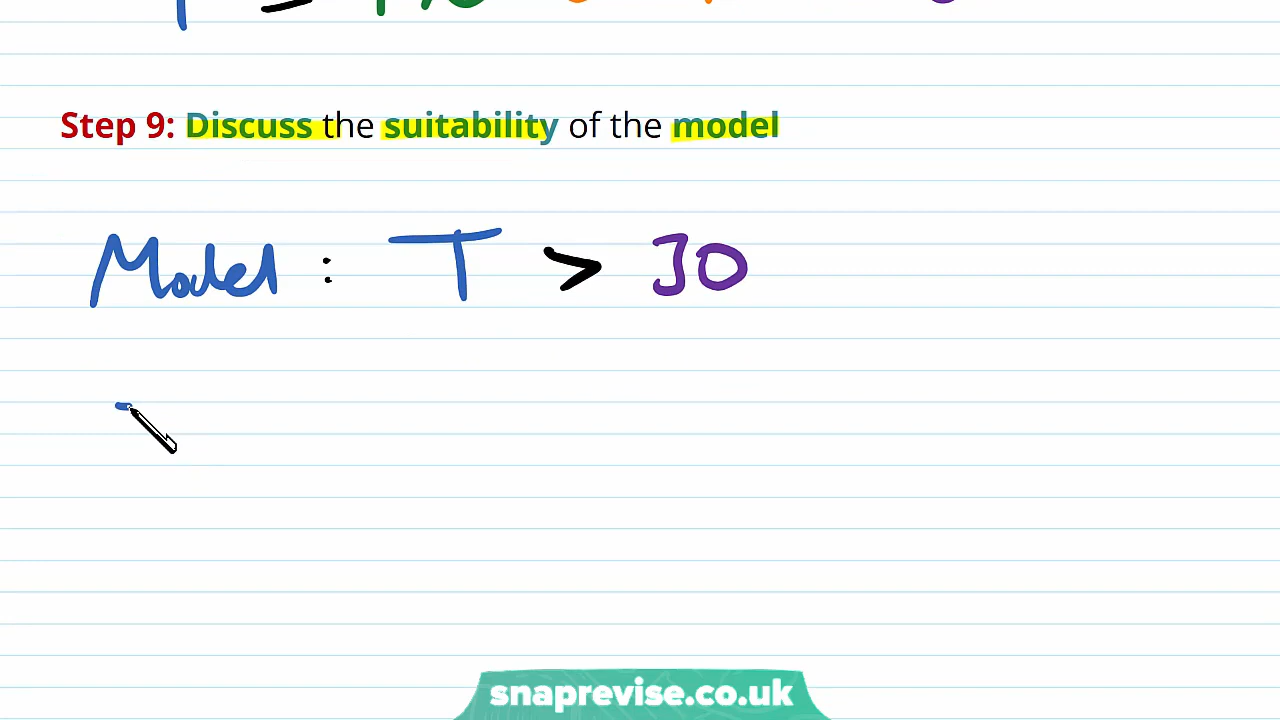 Step 9: Discuss the suitability of the model
Model : T > 30
snaprevise.co.uk